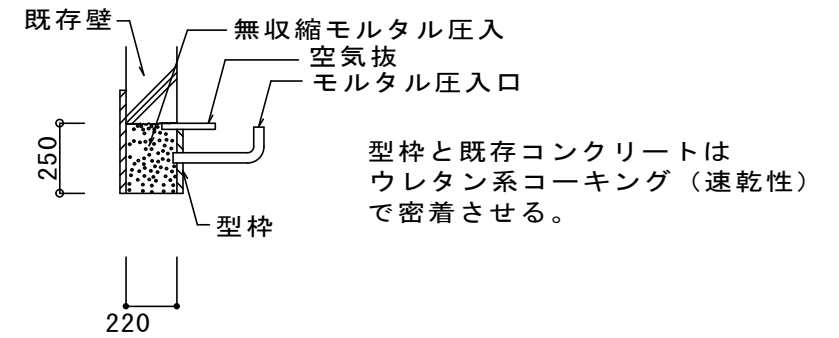 既存壁
無収縮モルタル圧入
空気抜
モルタル圧入口
250
型枠と既存コンクリートは
ウレタン系コーキング（速乾性）
で密着させる。
型枠
220